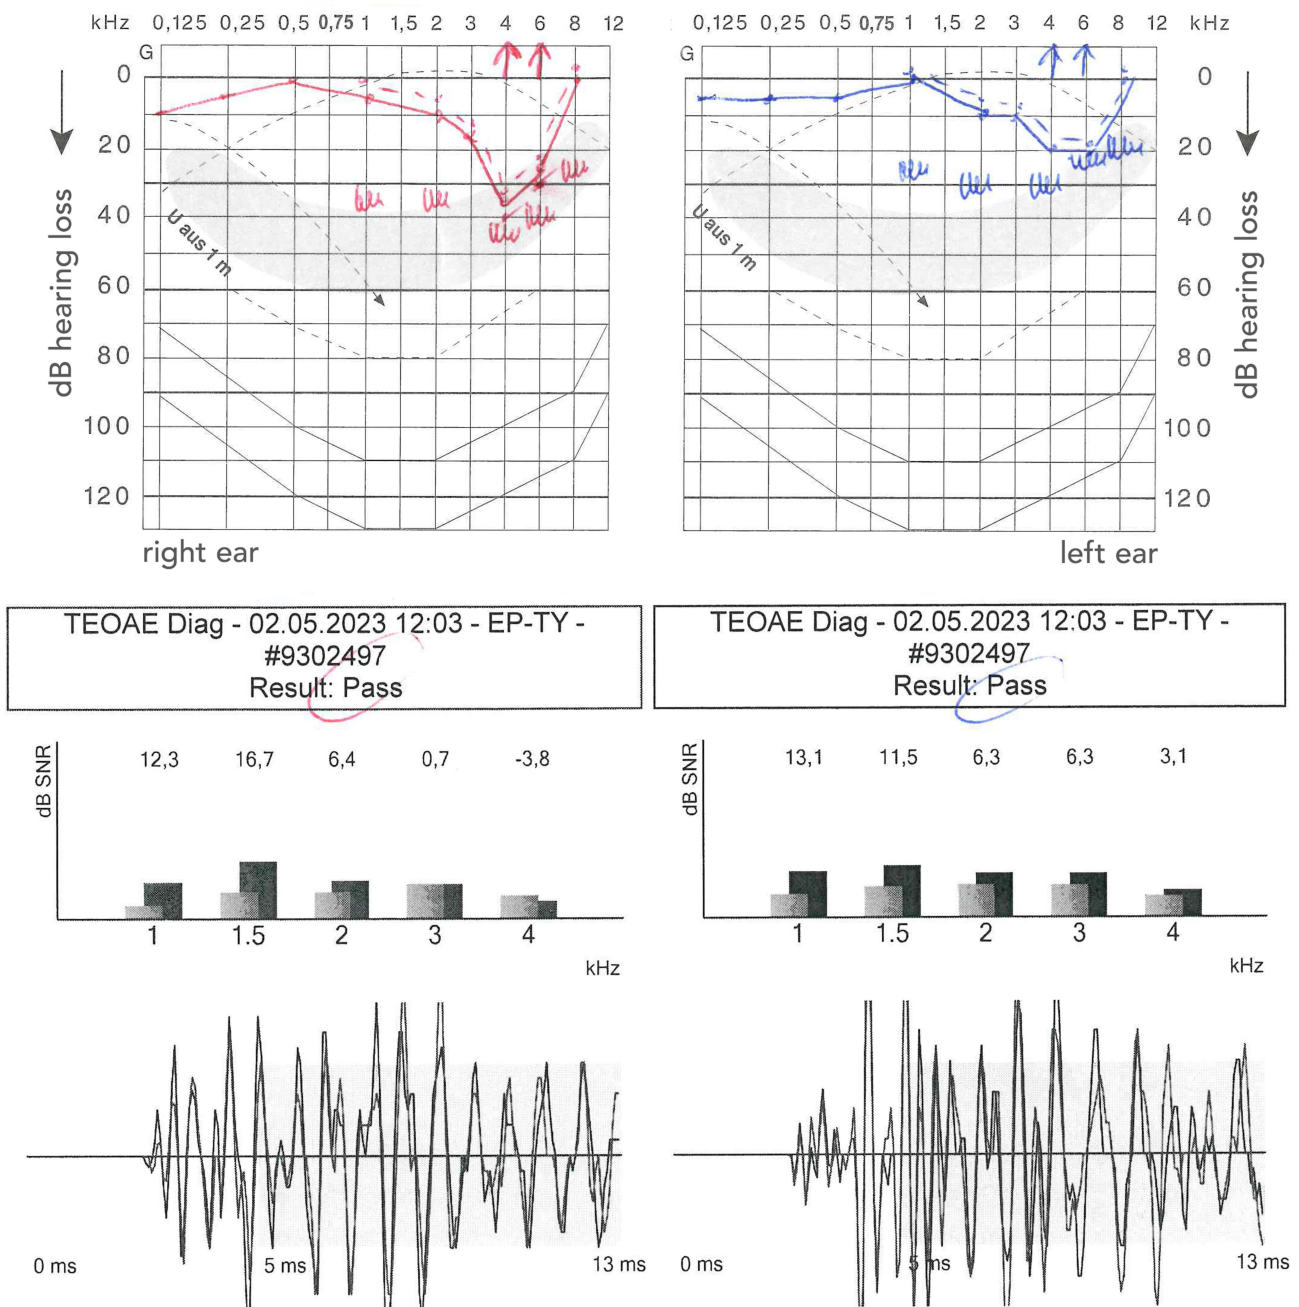 kHz 0,125 0,25 0,5 0,75 1 1,5 2 3 4 6 8 12
G
0
20
40
60
80
100
120
dB hearing loss
U aus 1 m
right ear
0,125 0,25 0,5 0,75 1 1,5 2 3 4 6 8 12 kHz
G
0
20
40
60
80
100
120
dB hearing loss
U aus 1 m
left ear
TEOAE Diag - 02.05.2023 12:03 - EP-TY -
#9302497
Result: Pass
TEOAE Diag - 02.05.2023 12:03 - EP-TY -
#9302497
Result: Pass
dB SNR
12,3 16,7 6,4 0,7 -3,8
1 1.5 2 3 4
kHz
dB SNR
13,1 11,5 6,3 6,3 3,1
1 1.5 2 3 4
kHz
0 ms 5 ms 13 ms
0 ms 5 ms 13 ms